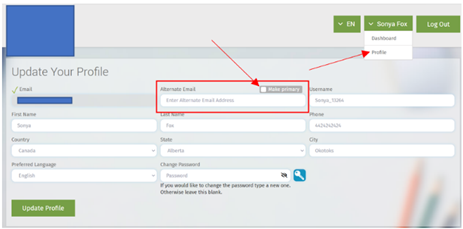 EN
Sonya Fox
Log Out
Dashboard
Profile
Update Your Profile
Email
Alternate Email
Make primary
Username
Enter Alternate Email Address
Sonya_13264
First Name
Last Name
Phone
Sonya
Fox
4424242424
Country
State
City
Canada
Alberta
Okotoks
Preferred Language
Change Password
English
Password
If you would like to change the password type a new one.
Otherwise leave this blank.
Update Profile